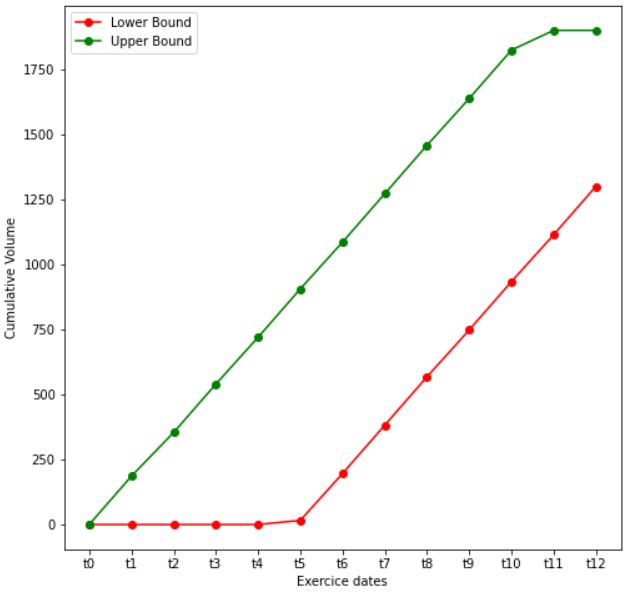 Lower Bound
Upper Bound
1750
1500
1250
1000
750
500
250
0
Cumulative Volume
t0 t1 t2 t3 t4 t5 t6 t7 t8 t9 t10 t11 t12
Exercice dates